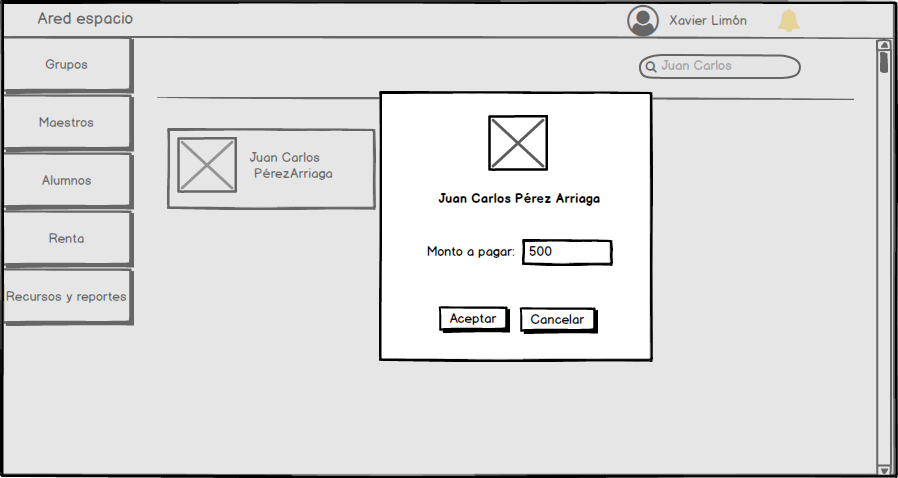 Ared espacio
Xavier Limón
Grupos
Juan Carlos
Maestros
Alumnos
Renta
Recursos y reportes
Juan Carlos
PérezArriaga
Juan Carlos Pérez Arriaga
Monto a pagar: 500
Aceptar Cancelar